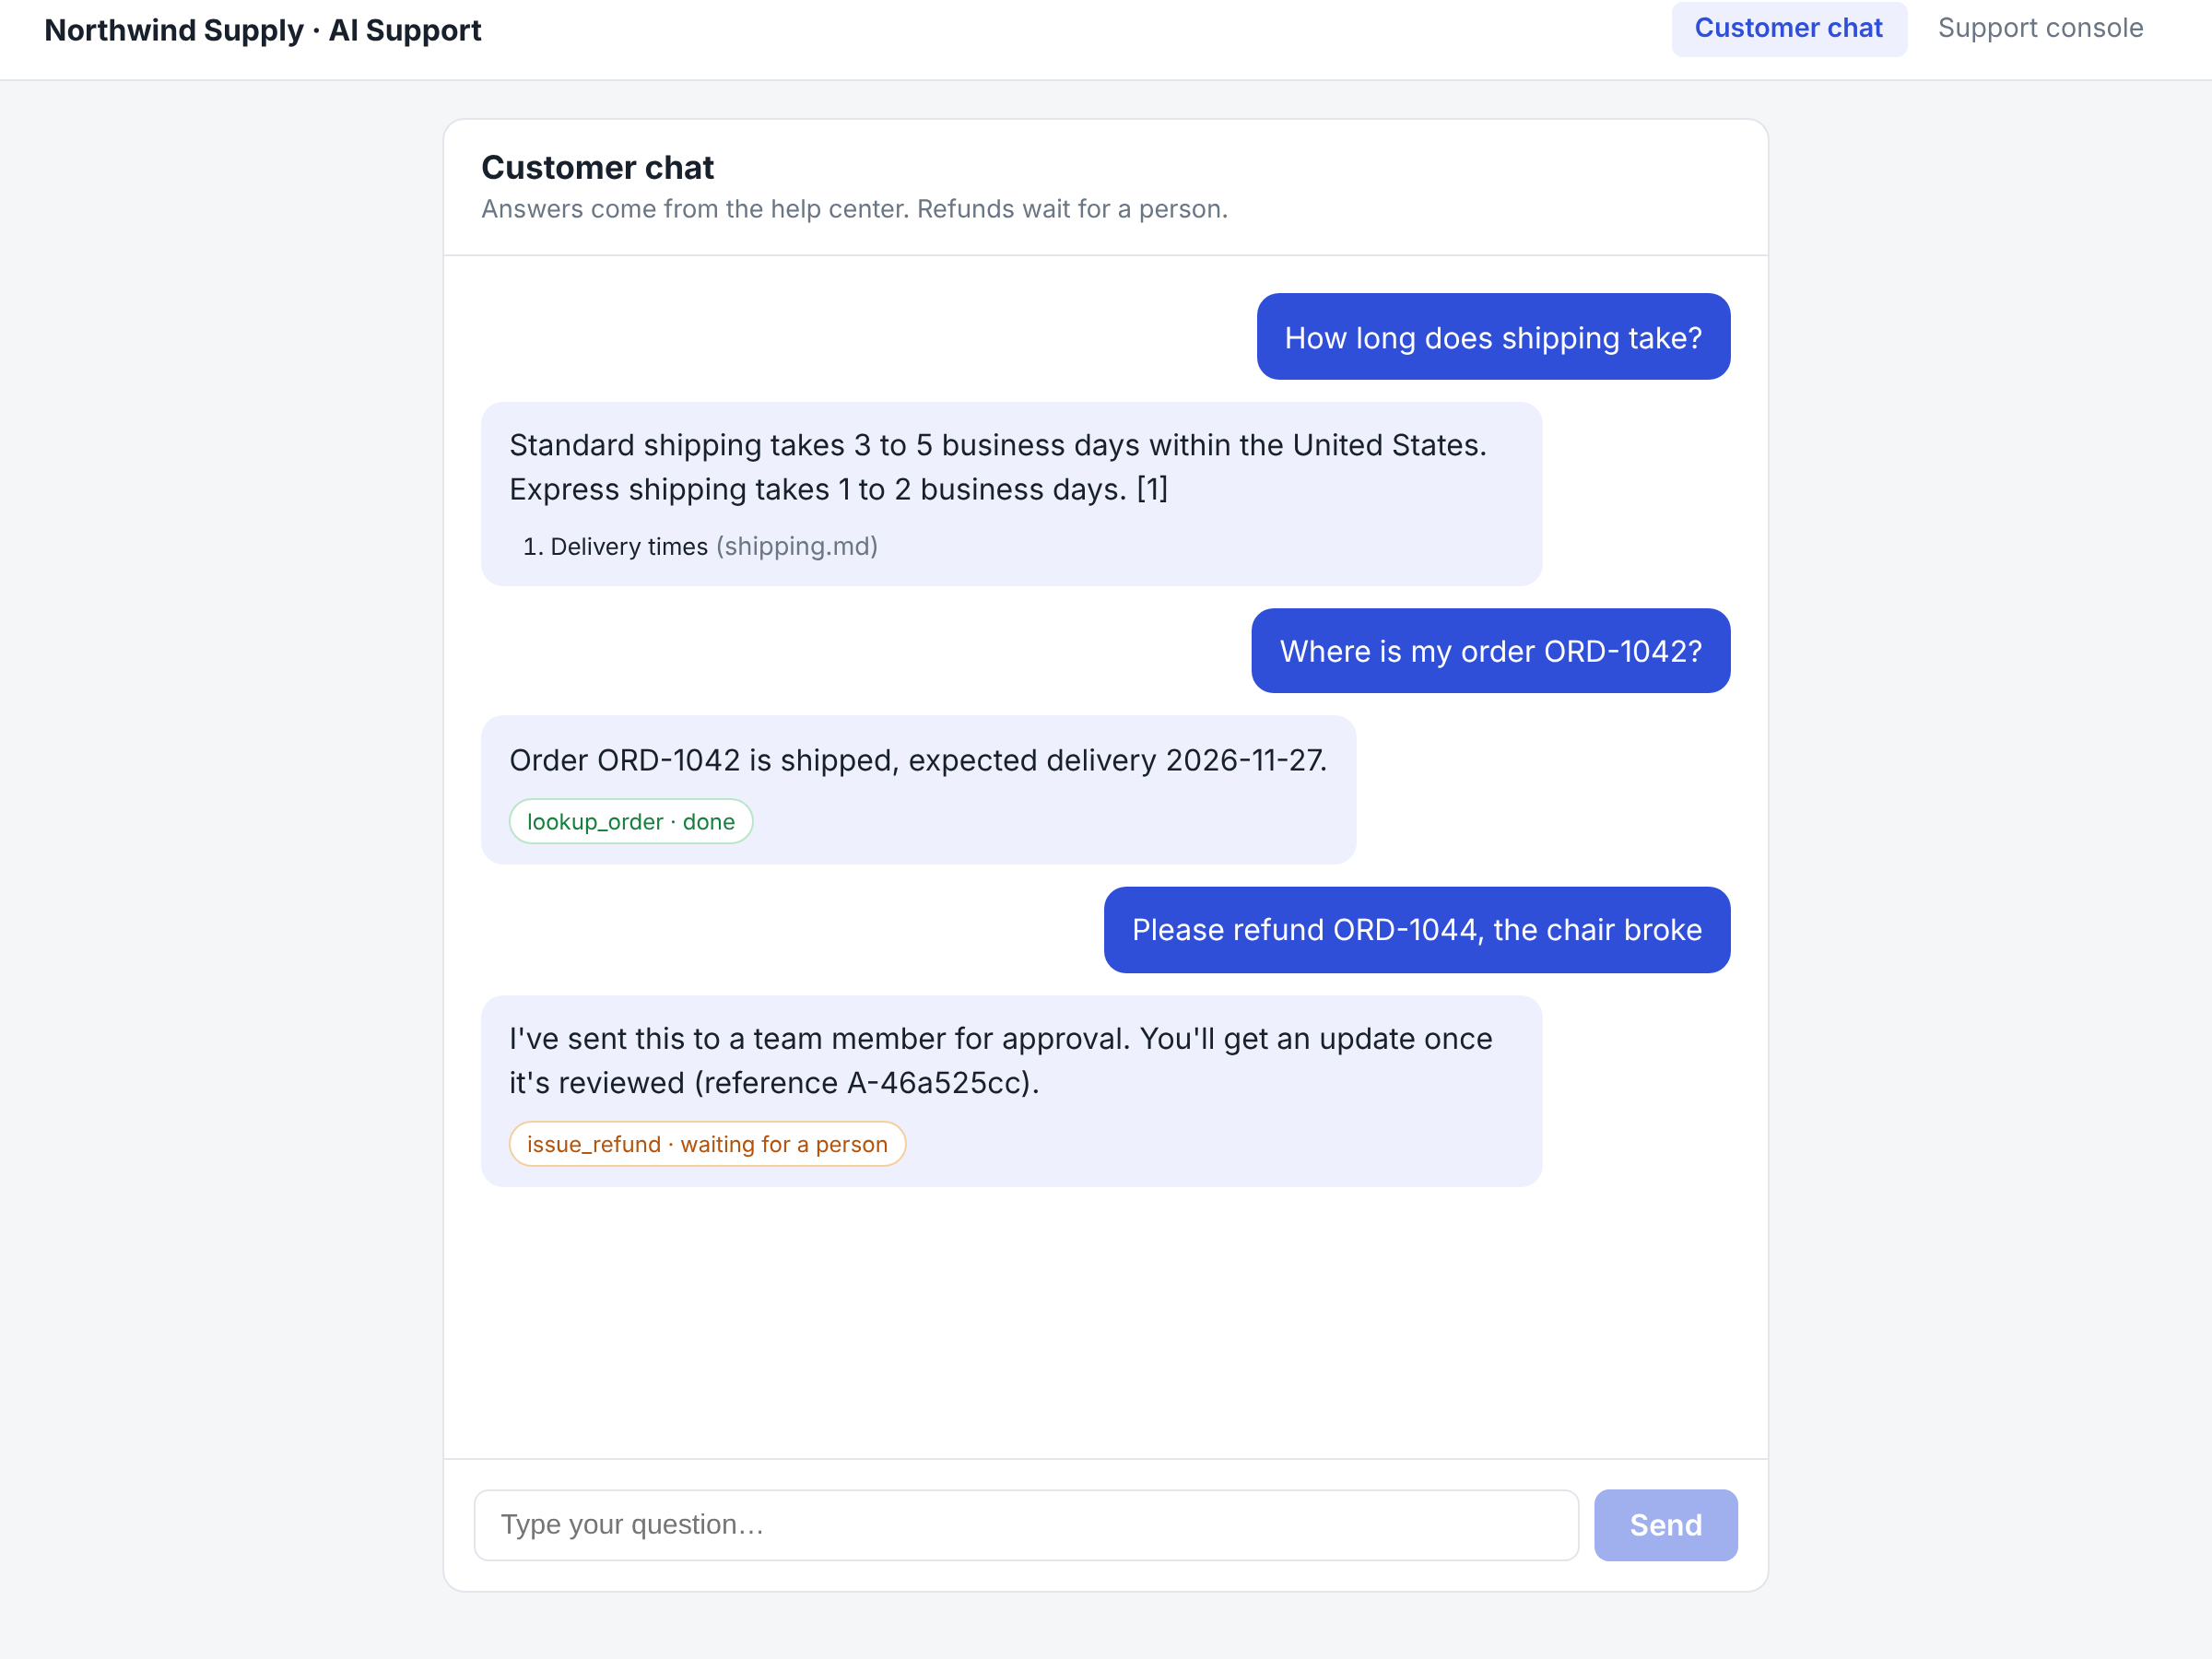 Northwind Supply · AI Support
Customer chat
Support console
Customer chat
Answers come from the help center. Refunds wait for a person.
How long does shipping take?
Standard shipping takes 3 to 5 business days within the United States.
Express shipping takes 1 to 2 business days. [1]
1. Delivery times (shipping.md)
Where is my order ORD-1042?
Order ORD-1042 is shipped, expected delivery 2026-11-27.
lookup_order · done
Please refund ORD-1044, the chair broke
I've sent this to a team member for approval. You'll get an update once
it's reviewed (reference A-46a525cc).
issue_refund · waiting for a person
Type your question…
Send